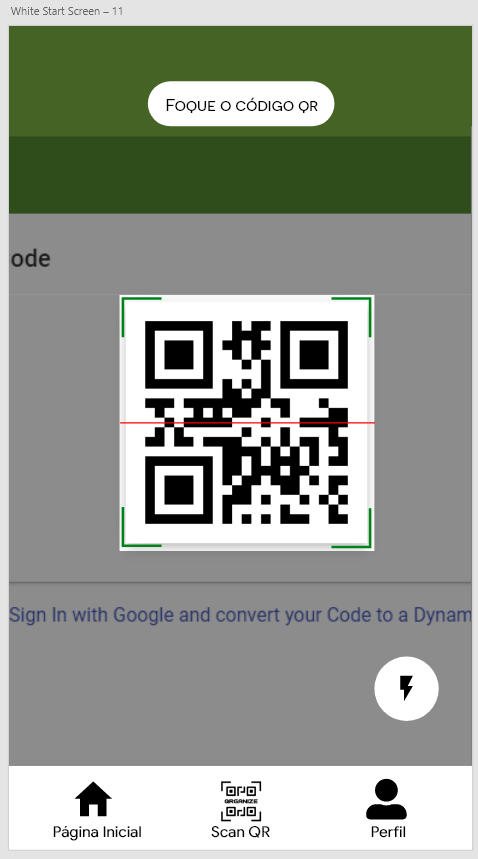 White Start Screen – 11
Foque o código qr
ode
Sign In with Google and convert your Code to a Dynam
QRGANIZE
Página Inicial
Scan QR
Perfil